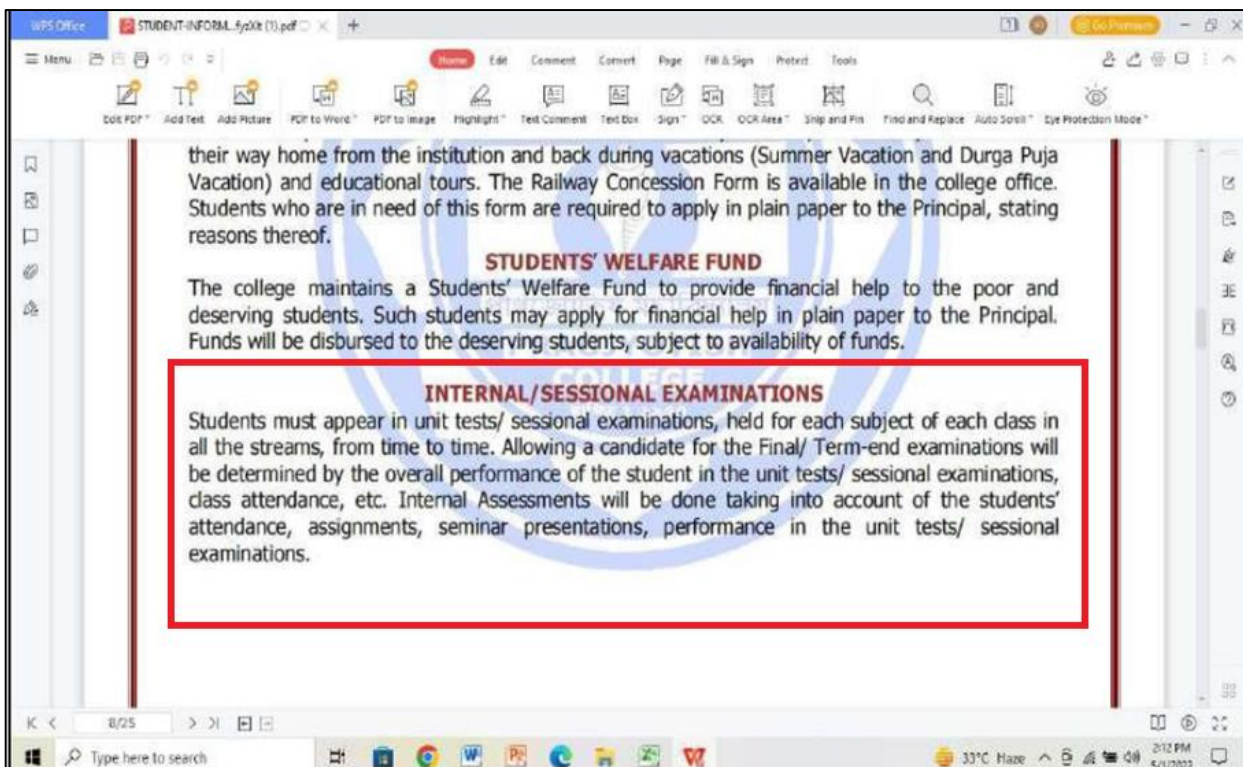 WPS Office STUDENT-INFORM...fyzXit (1).pdf
Go Premium
Menu Home Edit Comment Convert Page Fill & Sign Protect Tools
Edit PDF Add Text Add Picture PDF to Word PDF to Image Highlight Text Comment Text Box Sign OCR OCR Area Snip and Pin Find and Replace Auto Scroll Eye Protection Mode
their way home from the institution and back during vacations (Summer Vacation and Durga Puja
Vacation) and educational tours. The Railway Concession Form is available in the college office.
Students who are in need of this form are required to apply in plain paper to the Principal, stating
reasons thereof.
STUDENTS' WELFARE FUND
The college maintains a Students' Welfare Fund to provide financial help to the poor and
deserving students. Such students may apply for financial help in plain paper to the Principal.
Funds will be disbursed to the deserving students, subject to availability of funds.
COLLEGE
INTERNAL/SESSIONAL EXAMINATIONS
Students must appear in unit tests/ sessional examinations, held for each subject of each class in
all the streams, from time to time. Allowing a candidate for the Final/ Term-end examinations will
be determined by the overall performance of the student in the unit tests/ sessional examinations,
class attendance, etc. Internal Assessments will be done taking into account of the students'
attendance, assignments, seminar presentations, performance in the unit tests/ sessional
examinations.
8/25
Type here to search 33°C Haze 2:12 PM